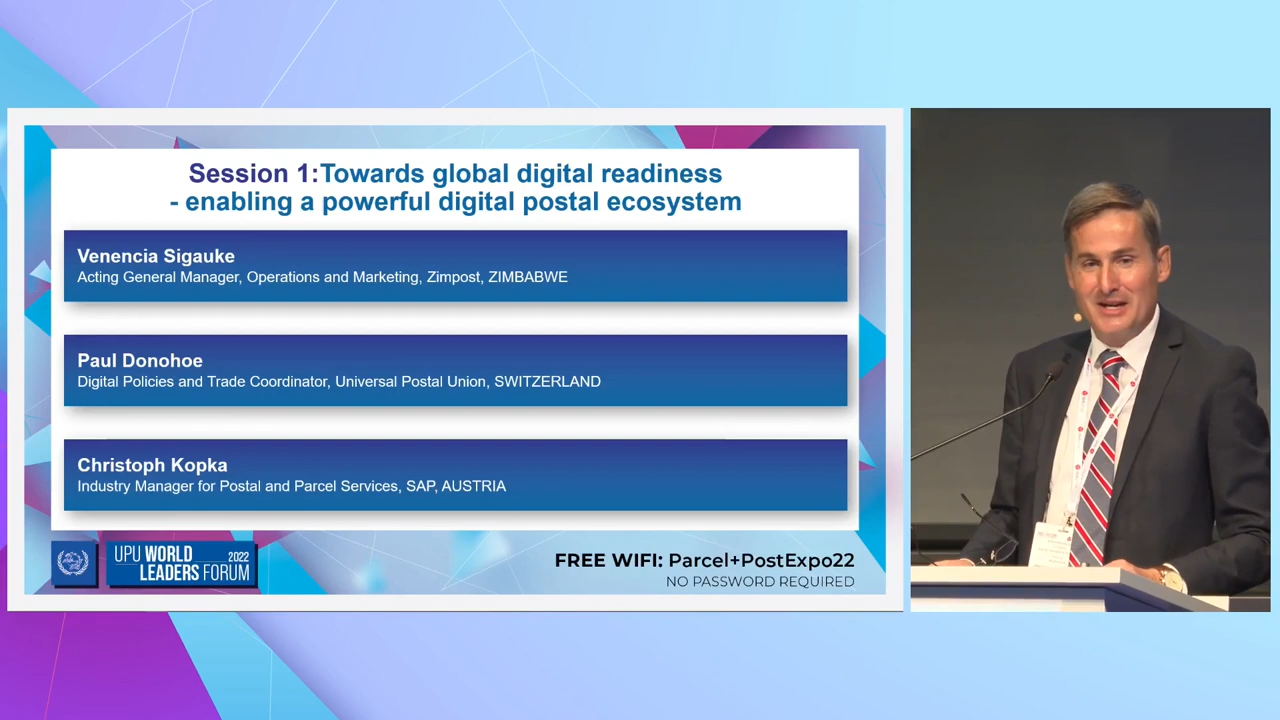 Session 1:Towards global digital readiness
- enabling a powerful digital postal ecosystem
Venencia Sigauke
Acting General Manager, Operations and Marketing, Zimpost, ZIMBABWE
Paul Donohoe
Digital Policies and Trade Coordinator, Universal Postal Union, SWITZERLAND
Christoph Kopka
Industry Manager for Postal and Parcel Services, SAP, AUSTRIA
UPU WORLD 2022
LEADERS FORUM
FREE WIFI: Parcel+PostExpo22
NO PASSWORD REQUIRED